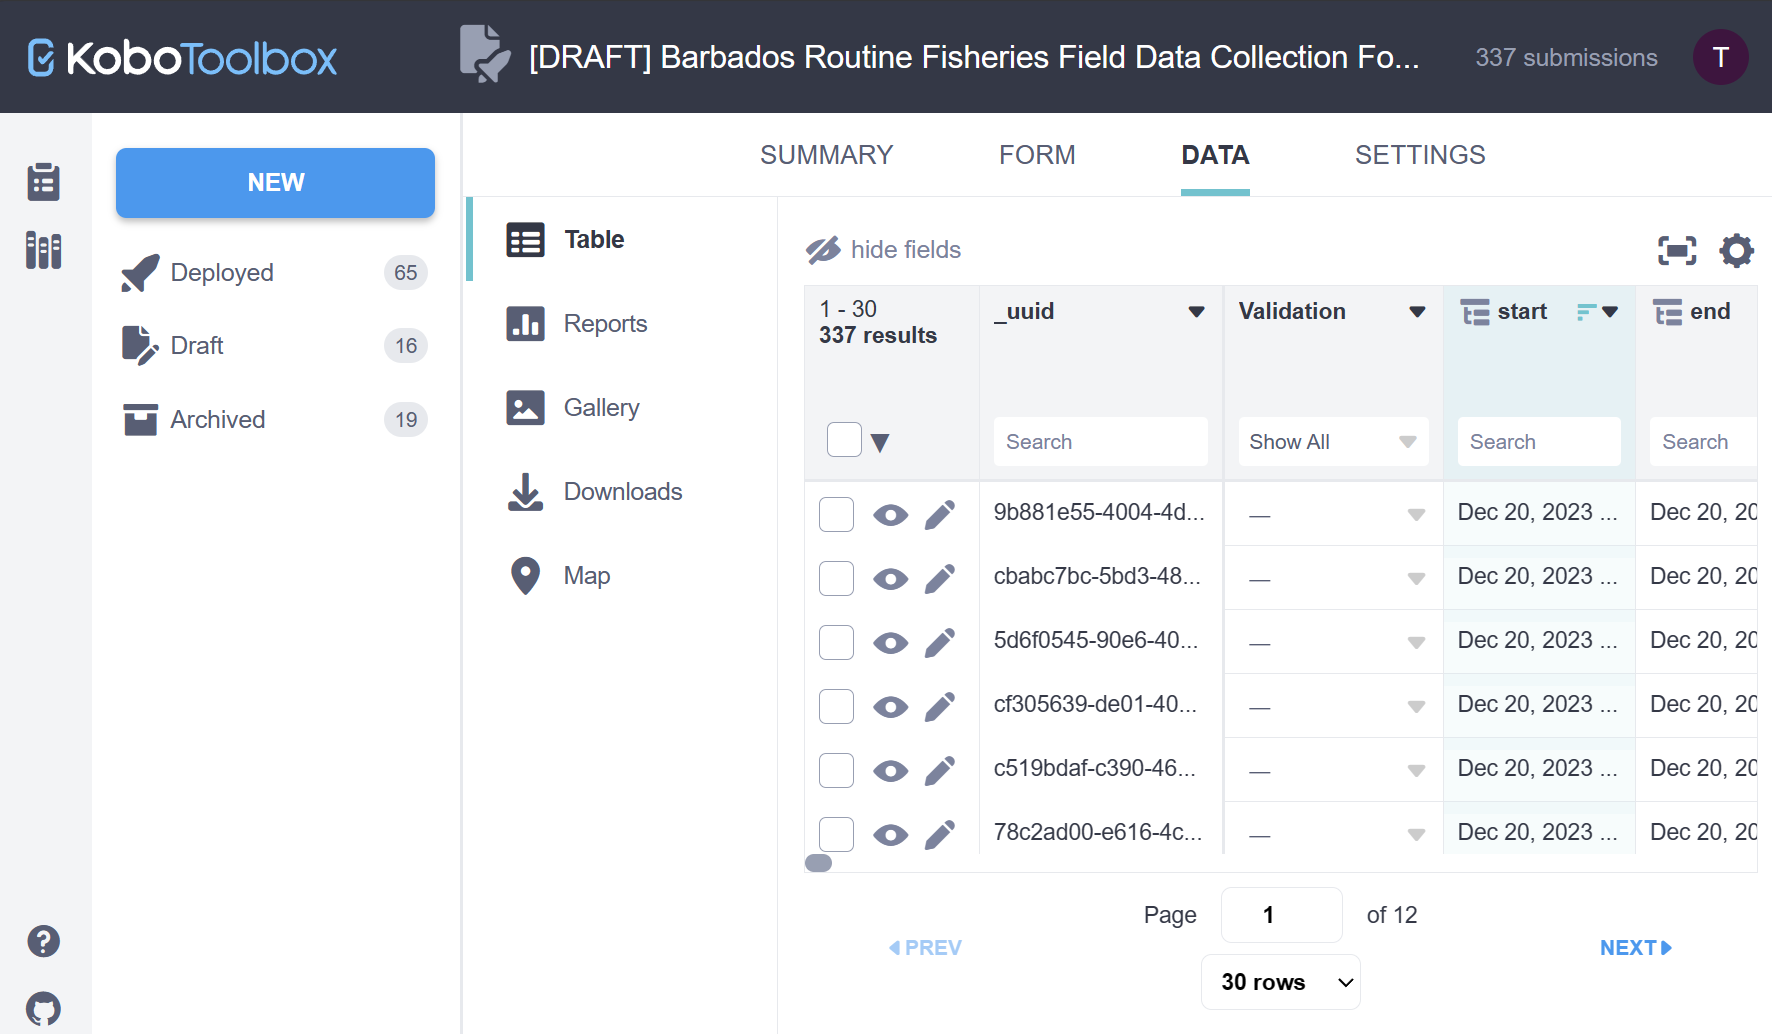 KoboToolbox
[DRAFT] Barbados Routine Fisheries Field Data Collection Fo...
337 submissions
T
SUMMARY
FORM
DATA
SETTINGS
NEW
Deployed 65
Draft 16
Archived 19
Table
Reports
Gallery
Downloads
Map
hide fields
1 - 30
337 results
_uuid
Validation
start
end
Search
Show All
Search
Search
9b881e55-4004-4d... — Dec 20, 2023 ... Dec 20, 20
cbabc7bc-5bd3-48... — Dec 20, 2023 ... Dec 20, 20
5d6f0545-90e6-40... — Dec 20, 2023 ... Dec 20, 20
cf305639-de01-40... — Dec 20, 2023 ... Dec 20, 20
c519bdaf-c390-46... — Dec 20, 2023 ... Dec 20, 20
78c2ad00-e616-4c... — Dec 20, 2023 ... Dec 20, 20
Page 1 of 12
PREV
NEXT
30 rows